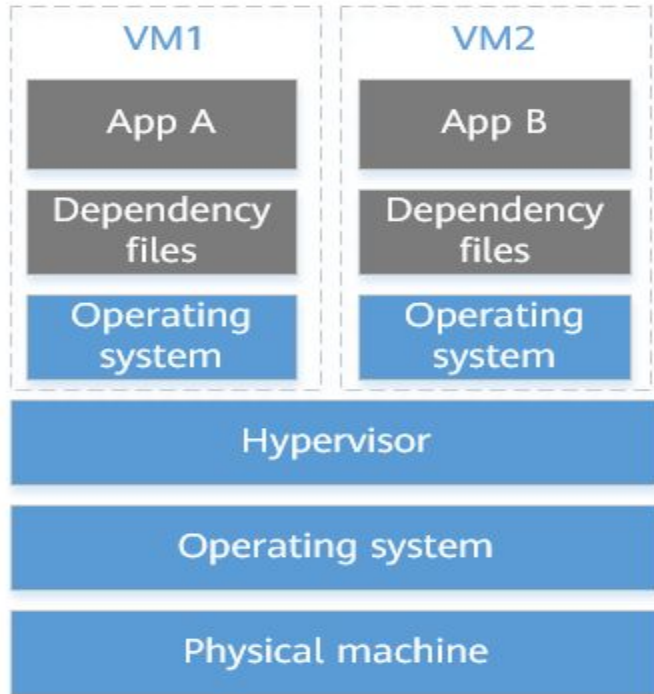 VM1
App A
Dependency
files
Operating
system
VM2
App B
Dependency
files
Operating
system
Hypervisor
Operating system
Physical machine